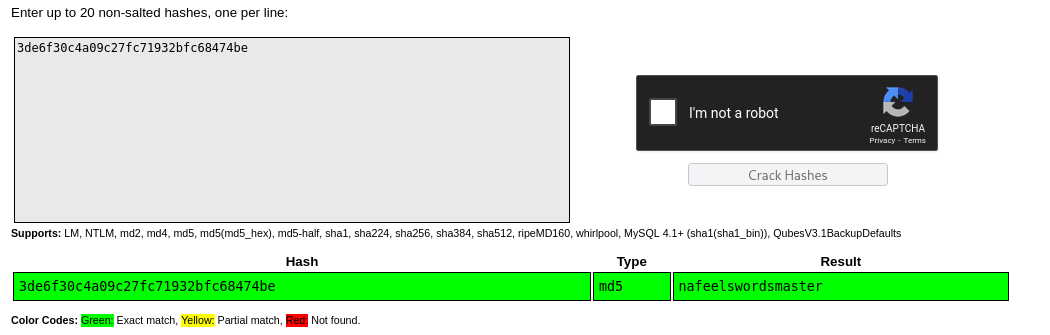 Enter up to 20 non-salted hashes, one per line:
3de6f30c4a09c27fc71932bfc68474be
I'm not a robot
reCAPTCHA
Privacy - Terms
Crack Hashes
Supports: LM, NTLM, md2, md4, md5, md5(md5_hex), md5-half, sha1, sha224, sha256, sha384, sha512, ripeMD160, whirlpool, MySQL 4.1+ (sha1(sha1_bin)), QubesV3.1BackupDefaults
Hash Type Result
3de6f30c4a09c27fc71932bfc68474be md5 nafeelswordsmaster
Color Codes: Green: Exact match, Yellow: Partial match, Red: Not found.